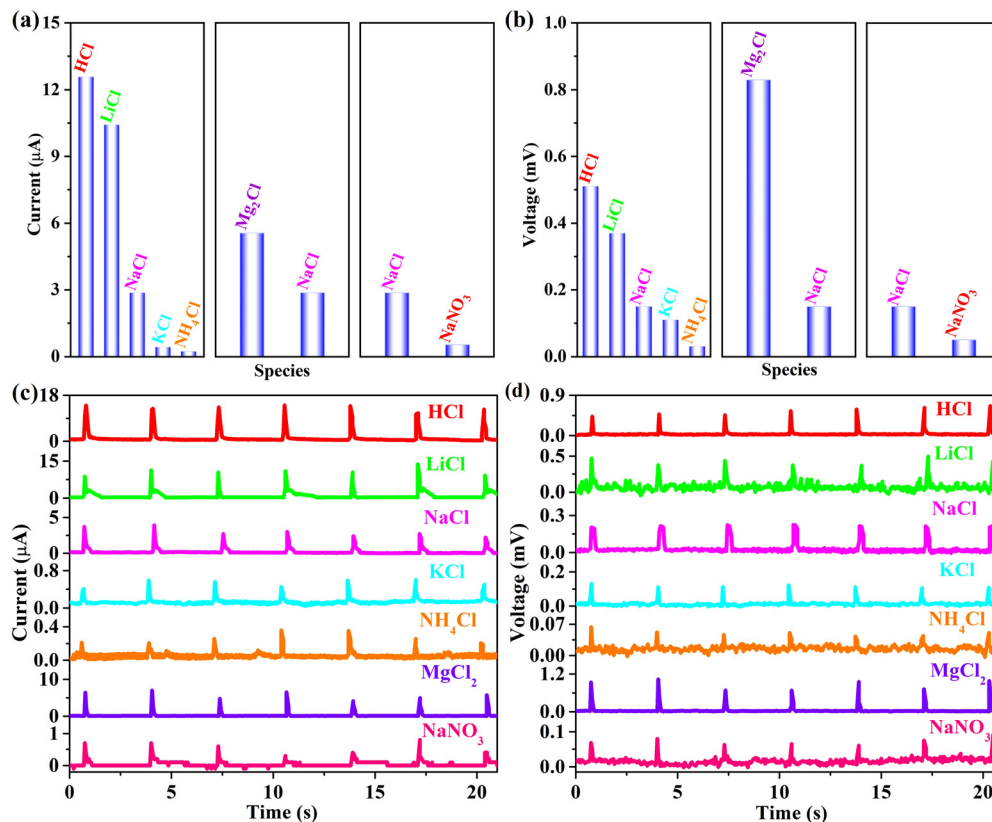 (a)
15
12
9
6
3
0
Current (μA)
HCl
LiCl
NaCl
KCl
NH₄Cl
Mg₂Cl
NaCl
NaCl
NaNO₃
Species
(b)
1.0
0.8
0.6
0.4
0.2
0.0
Voltage (mV)
HCl
LiCl
NaCl
KCl
NH₄Cl
Mg₂Cl
NaCl
NaCl
NaNO₃
Species
(c)
18
HCl
0
15
LiCl
0
5
NaCl
0
0.8
KCl
0.0
0.4
NH₄Cl
0.0
10
MgCl₂
0
1
NaNO₃
0
Current (μA)
0 5 10 15 20
Time (s)
(d)
0.9
HCl
0.0
0.5
LiCl
0.0
0.3
NaCl
0.0
0.2
KCl
0.0
0.07
NH₄Cl
0.00
1.2
MgCl₂
0.0
0.1
NaNO₃
0.0
Voltage (mV)
0 5 10 15 20
Time (s)